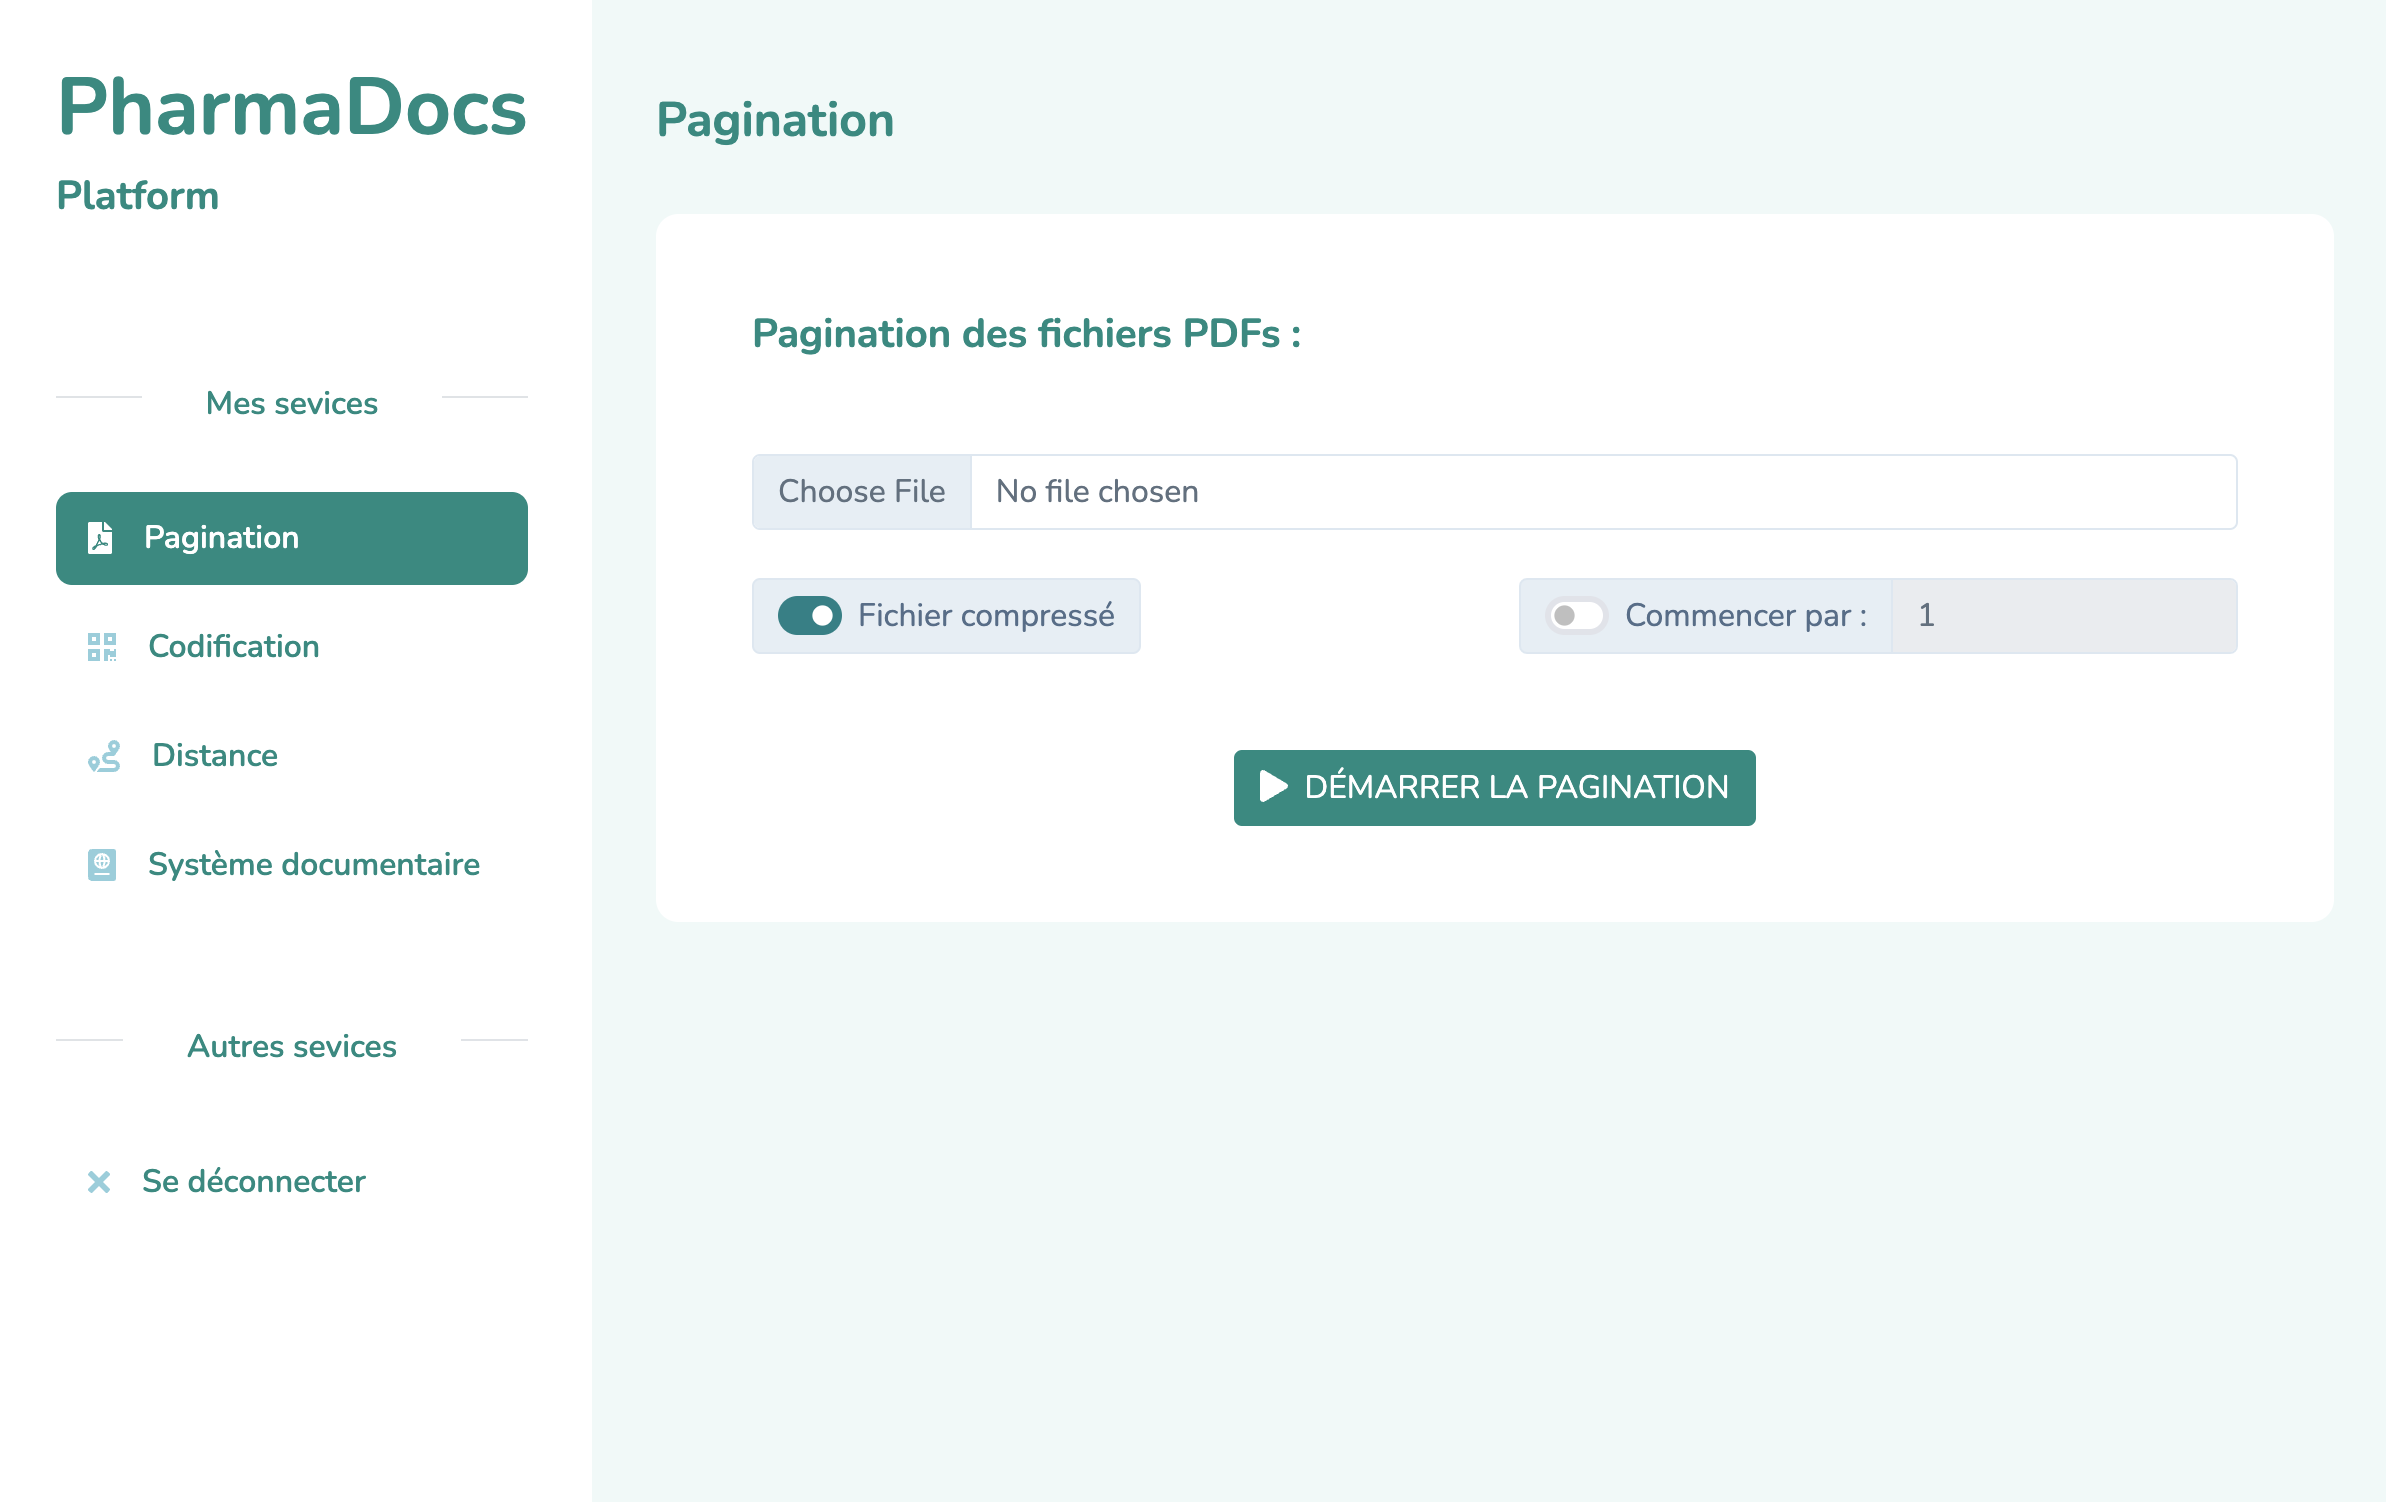 PharmaDocs
Platform
Mes sevices
Pagination
Codification
Distance
Système documentaire
Autres sevices
Se déconnecter
Pagination
Pagination des fichiers PDFs :
Choose File No file chosen
Fichier compressé
Commencer par : 1
DÉMARRER LA PAGINATION